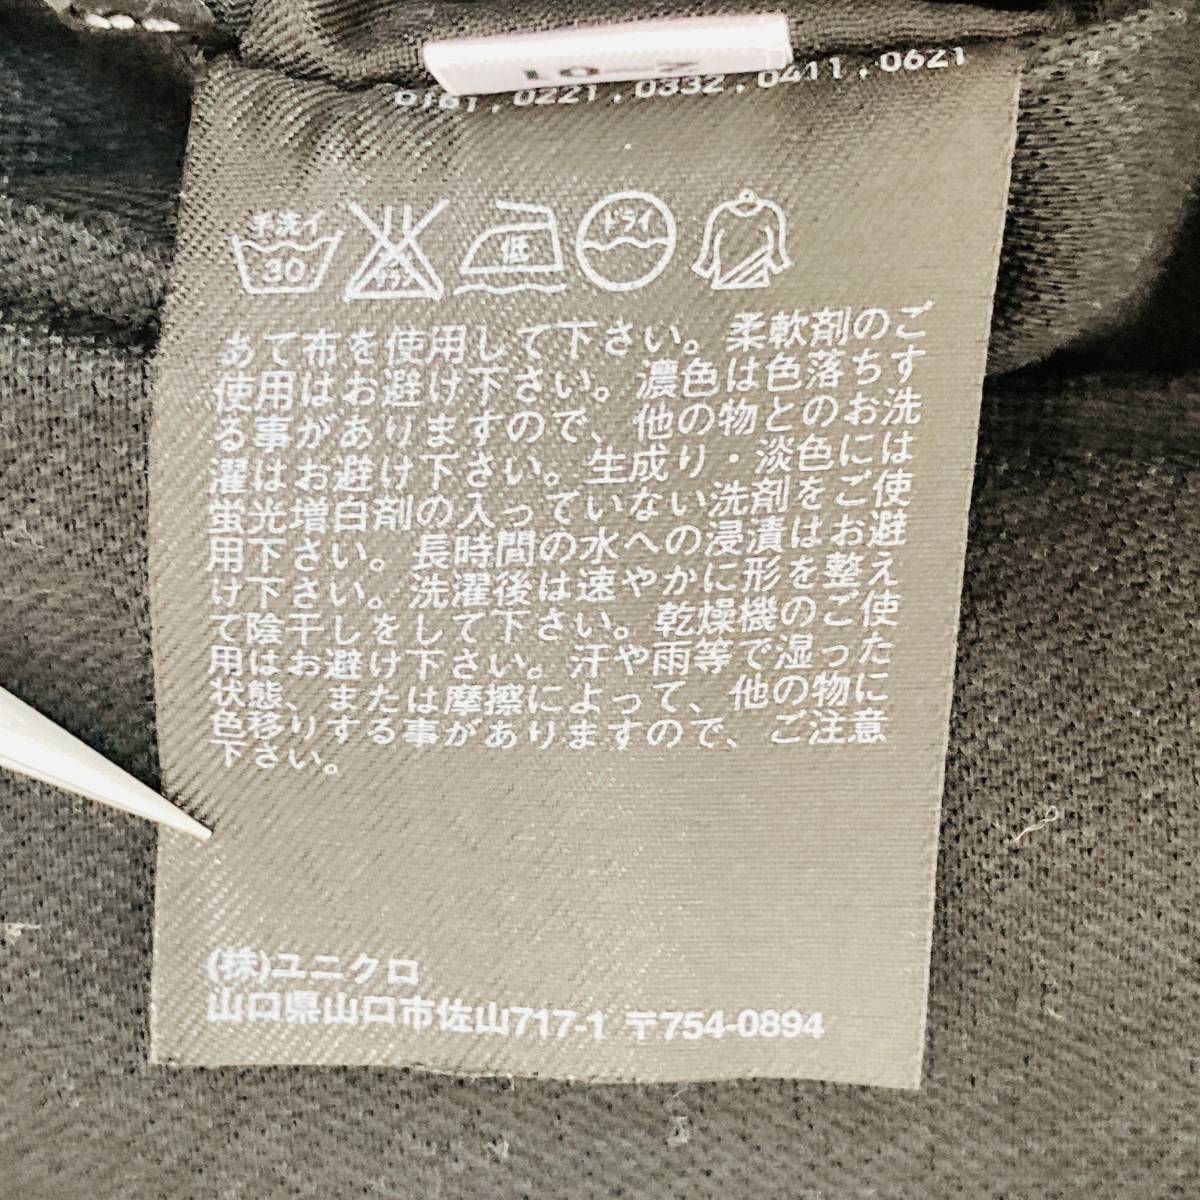 0221 , 0332 , 0411 , 0621
手洗イ
30
低
ドライ
あて布を使用して下さい。柔軟剤のご
使用はお避け下さい。濃色は色落ちす
る事がありますので、他の物とのお洗
濯はお避け下さい。生成り・淡色には
蛍光増白剤の入っていない洗剤をご使
用下さい。長時間の水への浸漬はお避
け下さい。洗濯後は速やかに形を整え
て陰干しをして下さい。乾燥機のご使
用はお避け下さい。汗や雨等で湿った
状態、または摩擦によって、他の物に
色移りする事がありますので、ご注意
下さい。
(株)ユニクロ
山口県山口市佐山717-1 〒754-0894